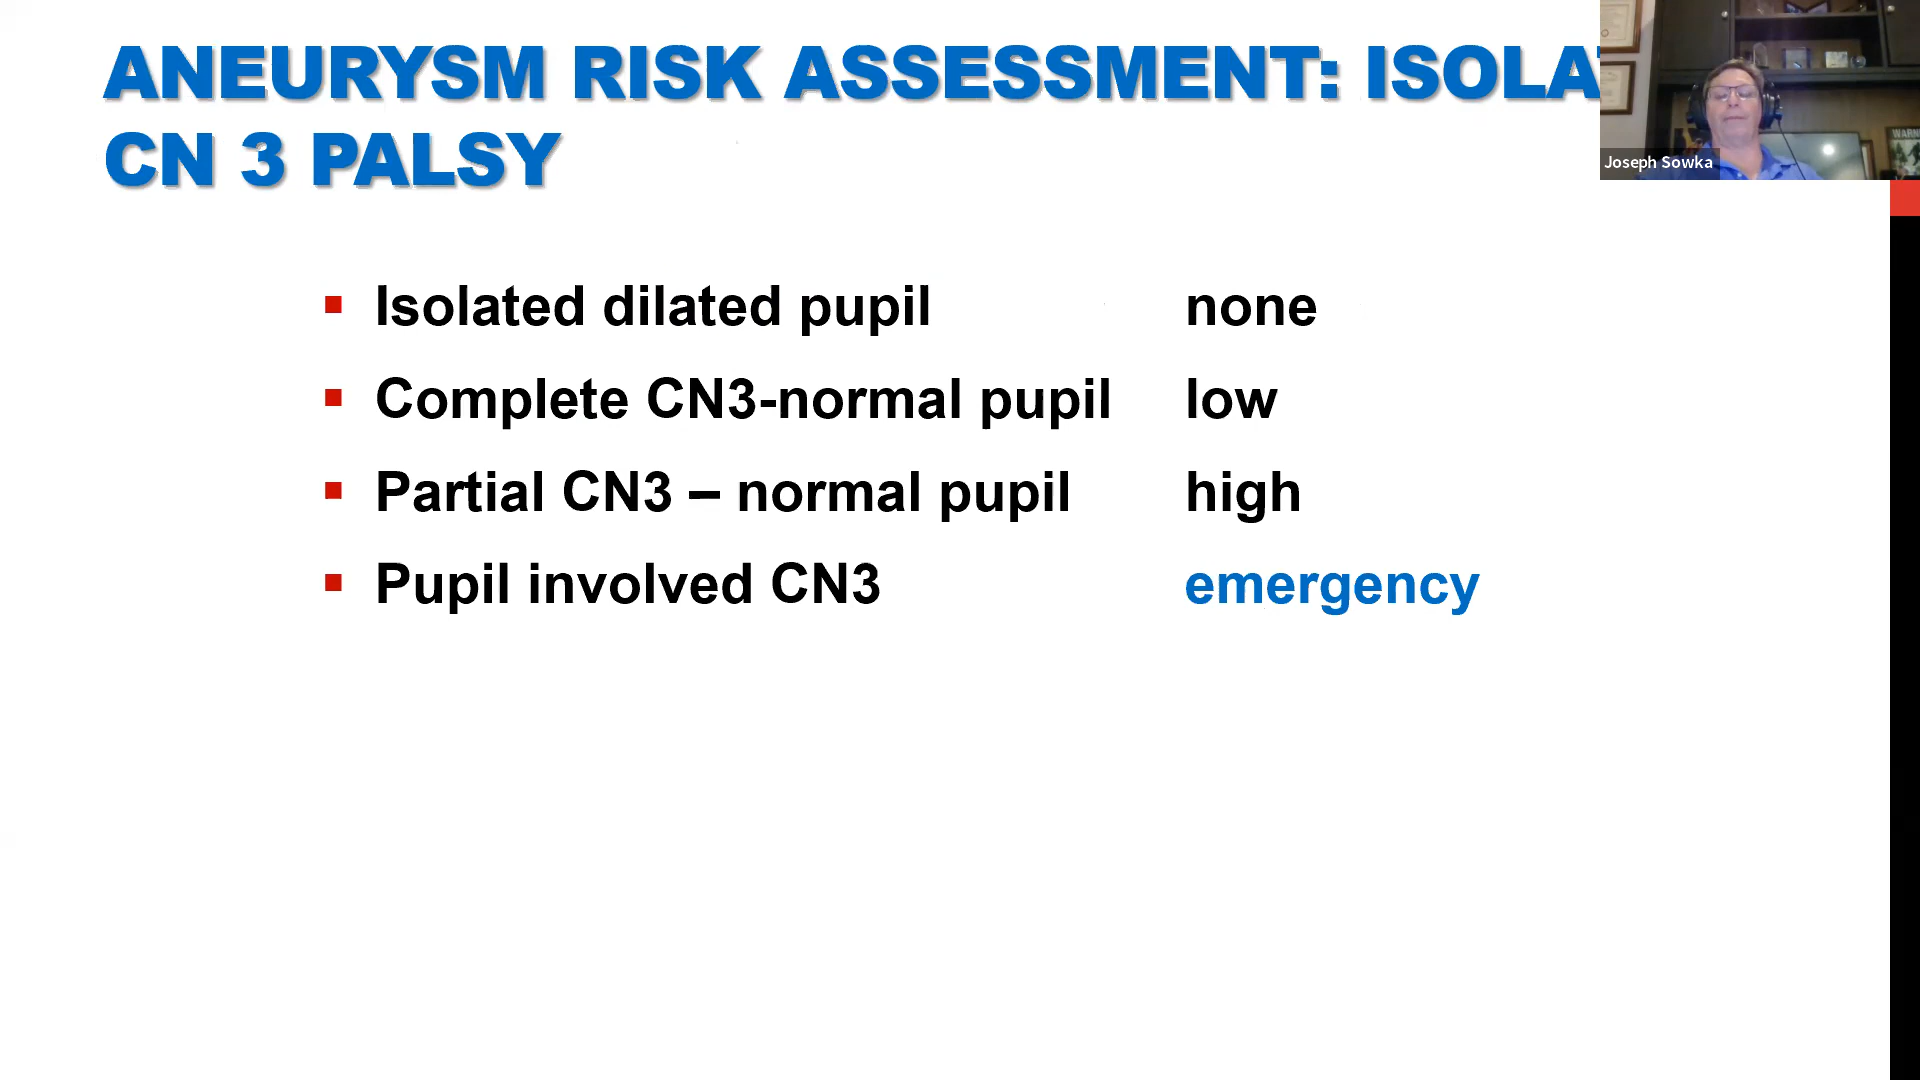 ANEURYSM RISK ASSESSMENT: ISOLA
CN 3 PALSY
Joseph Sowka
WARN
▪ Isolated dilated pupil none
▪ Complete CN3-normal pupil low
▪ Partial CN3 – normal pupil high
▪ Pupil involved CN3 emergency